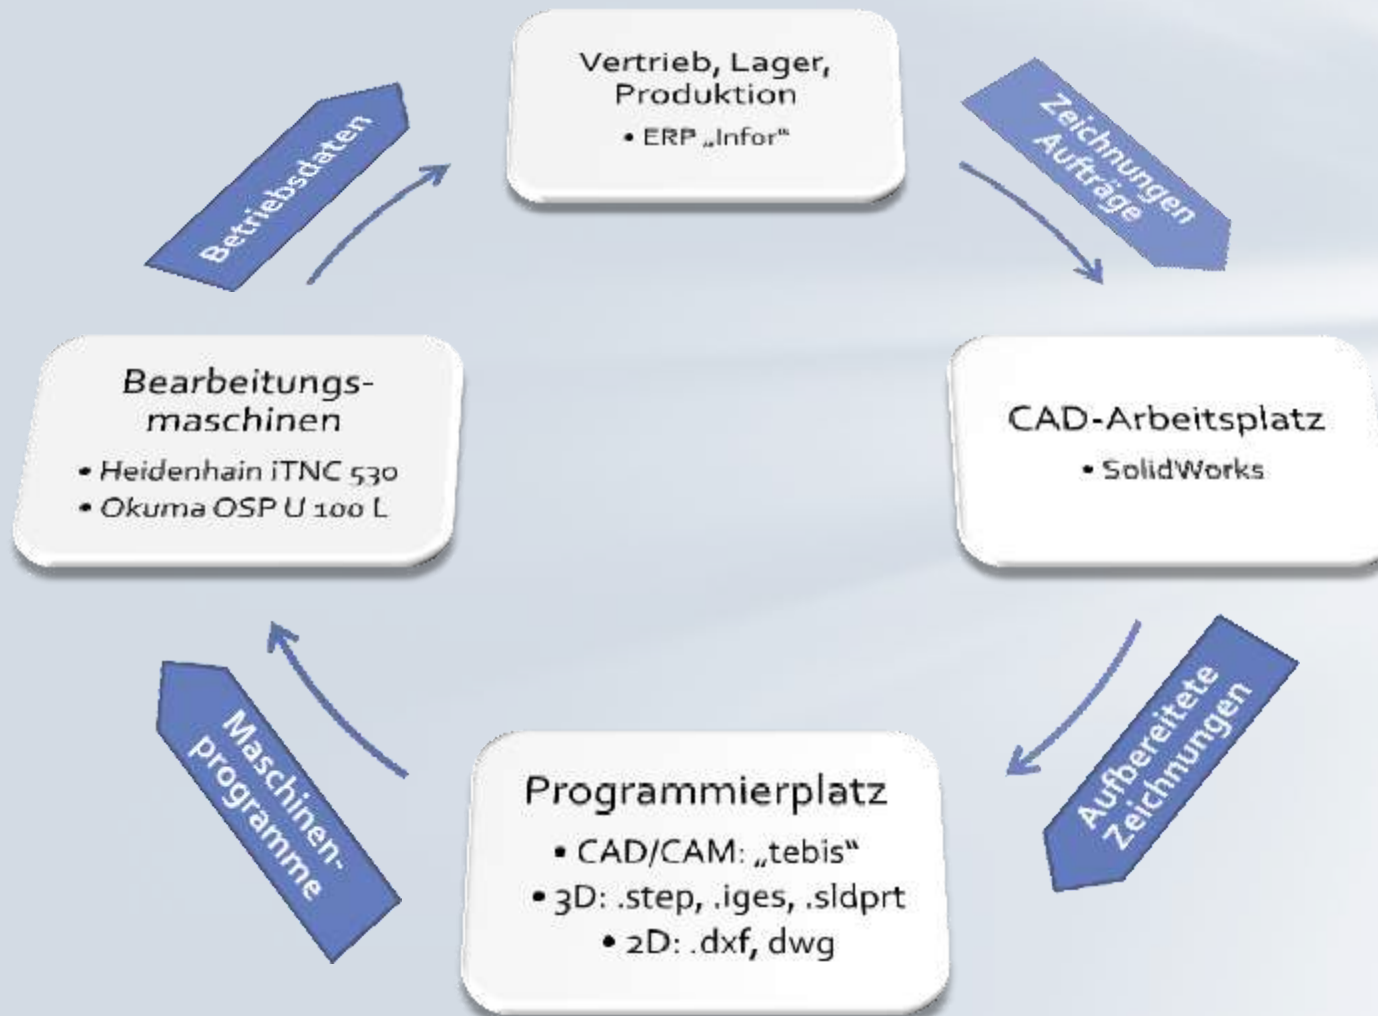 Vertrieb, Lager,
Produktion
• ERP „Infor“
Zeichnungen
Aufträge
CAD-Arbeitsplatz
• SolidWorks
Aufbereitete
Zeichnungen
Programmierplatz
• CAD/CAM: „tebis“
• 3D: .step, .iges, .sldprt
• 2D: .dxf, dwg
Maschinen-
programme
Bearbeitungs-
maschinen
• Heidenhain iTNC 530
• Okuma OSP U 100 L
Betriebsdaten